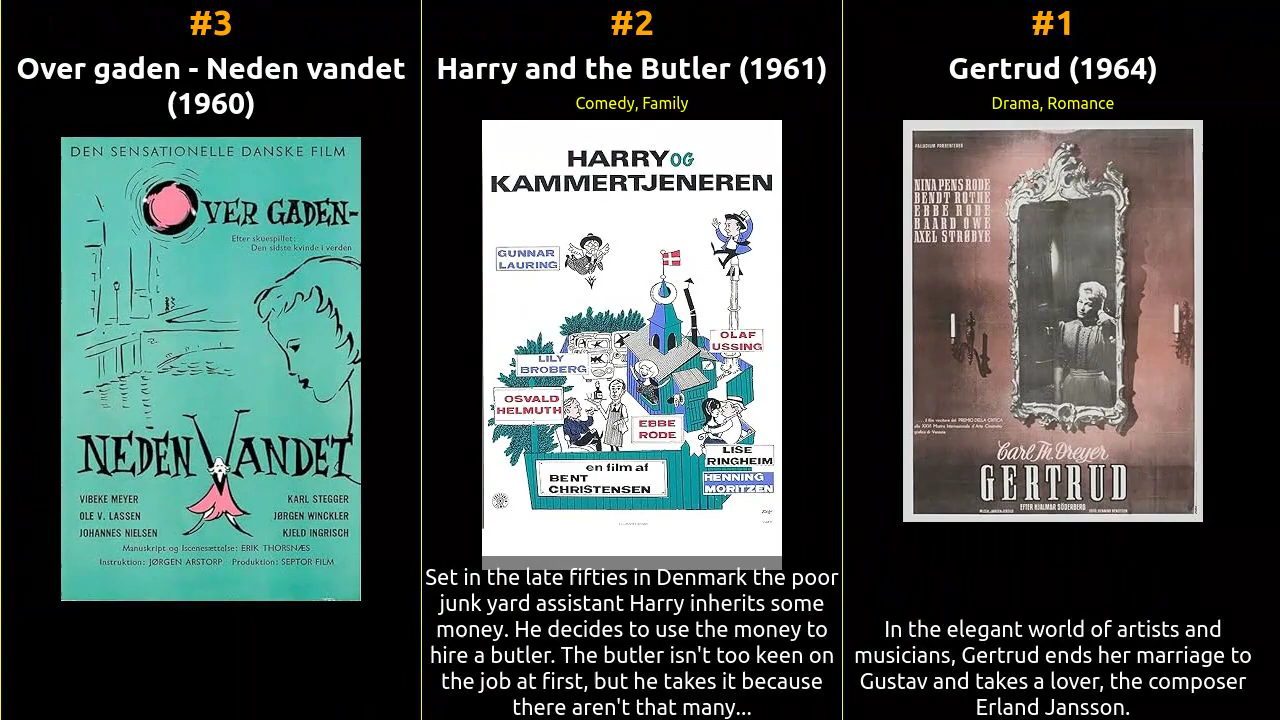 #3
Over gaden - Neden vandet
(1960)
DEN SENSATIONELLE DANSKE FILM
OVER GADEN-
Efter skuespillet:
Den sidste kvinde i verden
NEDEN VANDET
VIBEKE MEYER
OLE V. LASSEN
JOHANNES NIELSEN
KARL STEGGER
JØRGEN WINCKLER
KJELD INGRISCH
Manuskript og Iscenesættelse: ERIK THORSNÆS
Instruktion: JØRGEN ARSTORP Produktion: SEPTOR FILM
#2
Harry and the Butler (1961)
Comedy, Family
HARRY OG
KAMMERTJENEREN
GUNNAR
LAURING
OLAF
USSING
LILY
BROBERG
OSVALD
HELMUTH
EBBE
RODE
LISE
RINGHEIM
HENNING
MORITZEN
en film af
BENT
CHRISTENSEN
Set in the late fifties in Denmark the poor
junk yard assistant Harry inherits some
money. He decides to use the money to
hire a butler. The butler isn't too keen on
the job at first, but he takes it because
there aren't that many...
#1
Gertrud (1964)
Drama, Romance
PALLADIUM PRÆSENTERER
NINA PENS RODE
BENDT ROTHE
EBBE RODE
BAARD OWE
AXEL STRØBYE
Carl Th. Dreyer
GERTRUD
EFTER HJALMAR SÖDERBERG
In the elegant world of artists and
musicians, Gertrud ends her marriage to
Gustav and takes a lover, the composer
Erland Jansson.